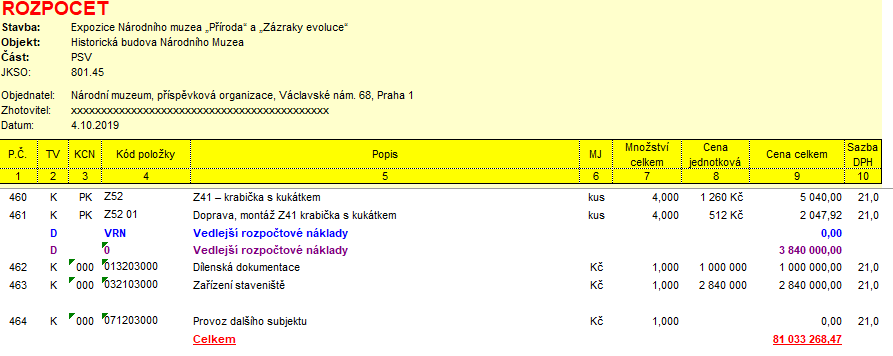 ROZPOCET
Stavba: Expozice Národního muzea „Příroda“ a „Zázraky evoluce“
Objekt: Historická budova Národního Muzea
Část: PSV
JKSO: 801.45
Objednatel: Národní muzeum, příspěvková organizace, Václavské nám. 68, Praha 1
Zhotovitel: xxxxxxxxxxxxxxxxxxxxxxxxxxxxxxxxxxxxxxxxxxx
Datum: 4.10.2019
P.Č. TV KCN Kód položky Popis MJ Množství celkem Cena jednotková Cena celkem Sazba DPH
1 2 3 4 5 6 7 8 9 10
460 K PK Z52 Z41 – krabička s kukátkem kus 4,000 1 260 Kč 5 040,00 21,0
461 K PK Z52 01 Doprava, montáž Z41 krabička s kukátkem kus 4,000 512 Kč 2 047,92 21,0
D VRN Vedlejší rozpočtové náklady 0,00
D 0 Vedlejší rozpočtové náklady 3 840 000,00
462 K 000 013203000 Dílenská dokumentace Kč 1,000 1 000 000 1 000 000,00 21,0
463 K 000 032103000 Zařízení staveniště Kč 1,000 2 840 000 2 840 000,00 21,0
464 K 000 071203000 Provoz dalšího subjektu Kč 1,000 0,00 21,0
Celkem 81 033 268,47